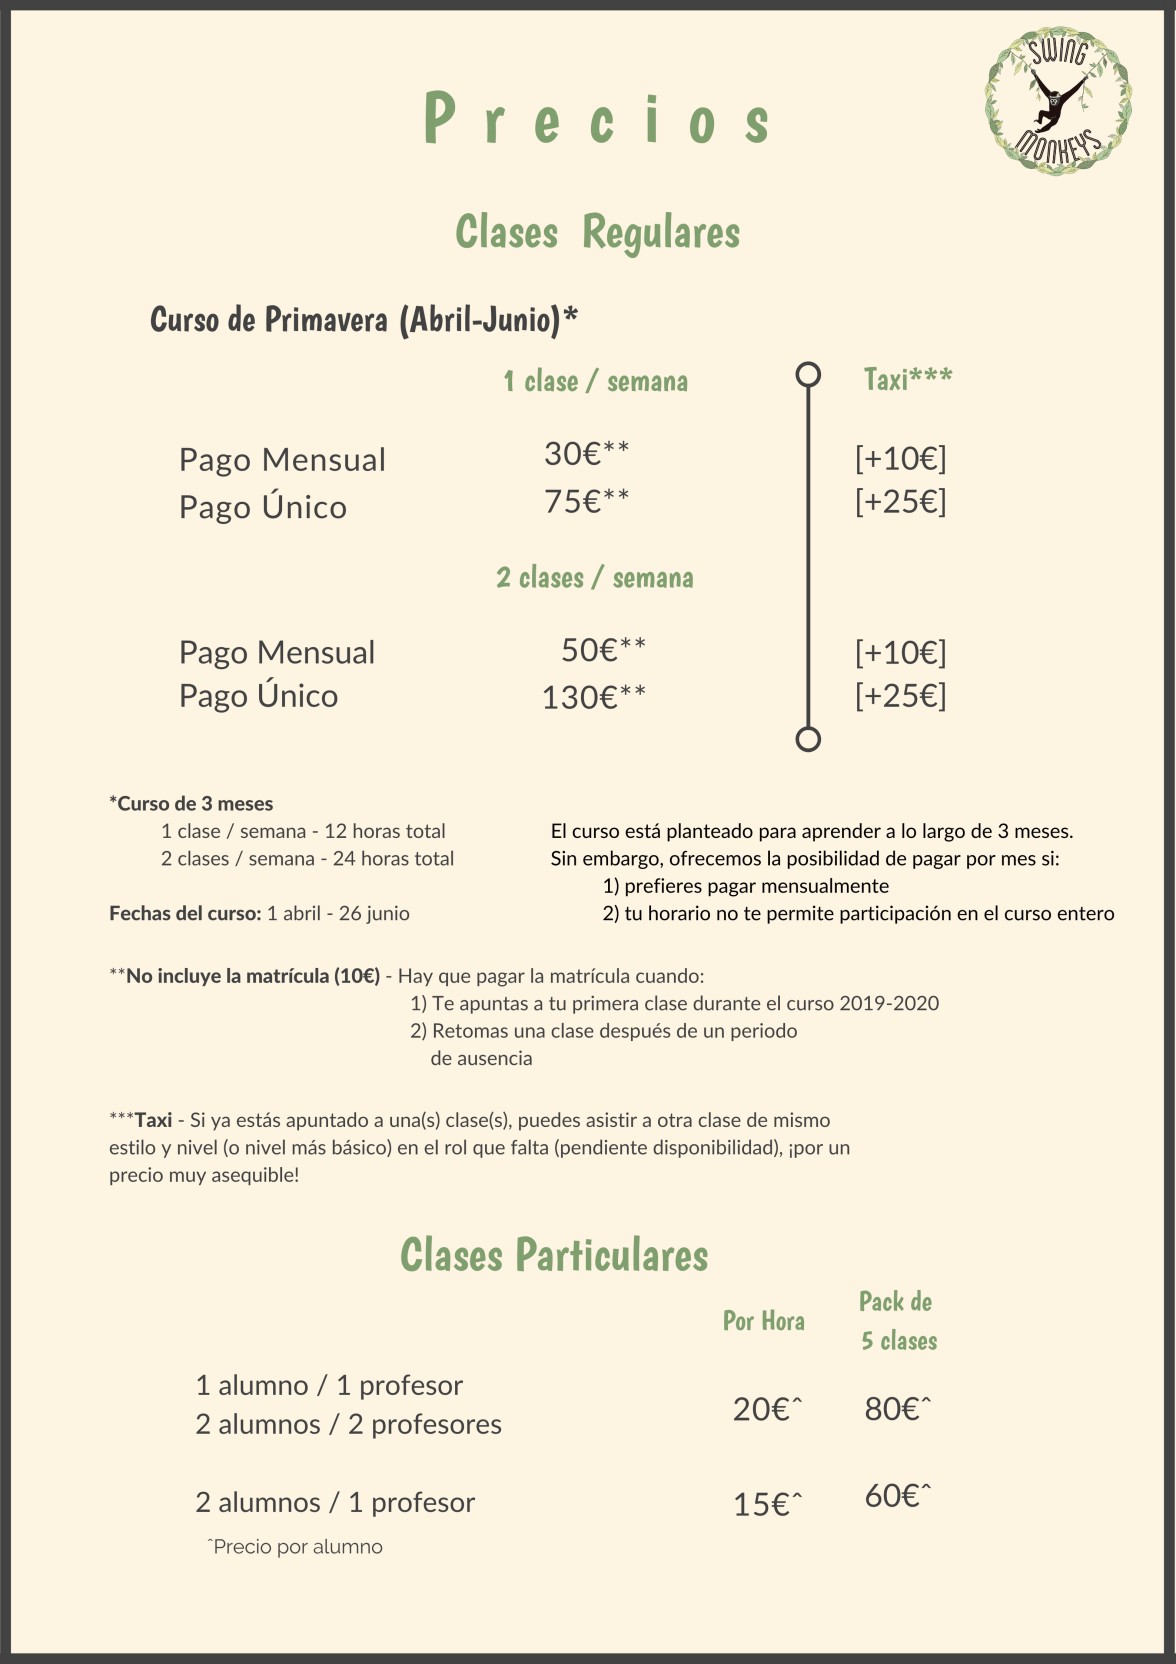 SWING
MONKEYS
Precios
Clases Regulares
Curso de Primavera (Abril-Junio)*
1 clase / semana
Taxi***
Pago Mensual 30€** [+10€]
Pago Único 75€** [+25€]
2 clases / semana
Pago Mensual 50€** [+10€]
Pago Único 130€** [+25€]
*Curso de 3 meses
1 clase / semana - 12 horas total
2 clases / semana - 24 horas total
Fechas del curso: 1 abril - 26 junio
El curso está planteado para aprender a lo largo de 3 meses.
Sin embargo, ofrecemos la posibilidad de pagar por mes si:
1) prefieres pagar mensualmente
2) tu horario no te permite participación en el curso entero
**No incluye la matrícula (10€) - Hay que pagar la matrícula cuando:
1) Te apuntas a tu primera clase durante el curso 2019-2020
2) Retomas una clase después de un periodo
de ausencia
***Taxi - Si ya estás apuntado a una(s) clase(s), puedes asistir a otra clase de mismo
estilo y nivel (o nivel más básico) en el rol que falta (pendiente disponibilidad), ¡por un
precio muy asequible!
Clases Particulares
Por Hora
Pack de
5 clases
1 alumno / 1 profesor
2 alumnos / 2 profesores
20€^ 80€^
2 alumnos / 1 profesor 15€^ 60€^
^Precio por alumno